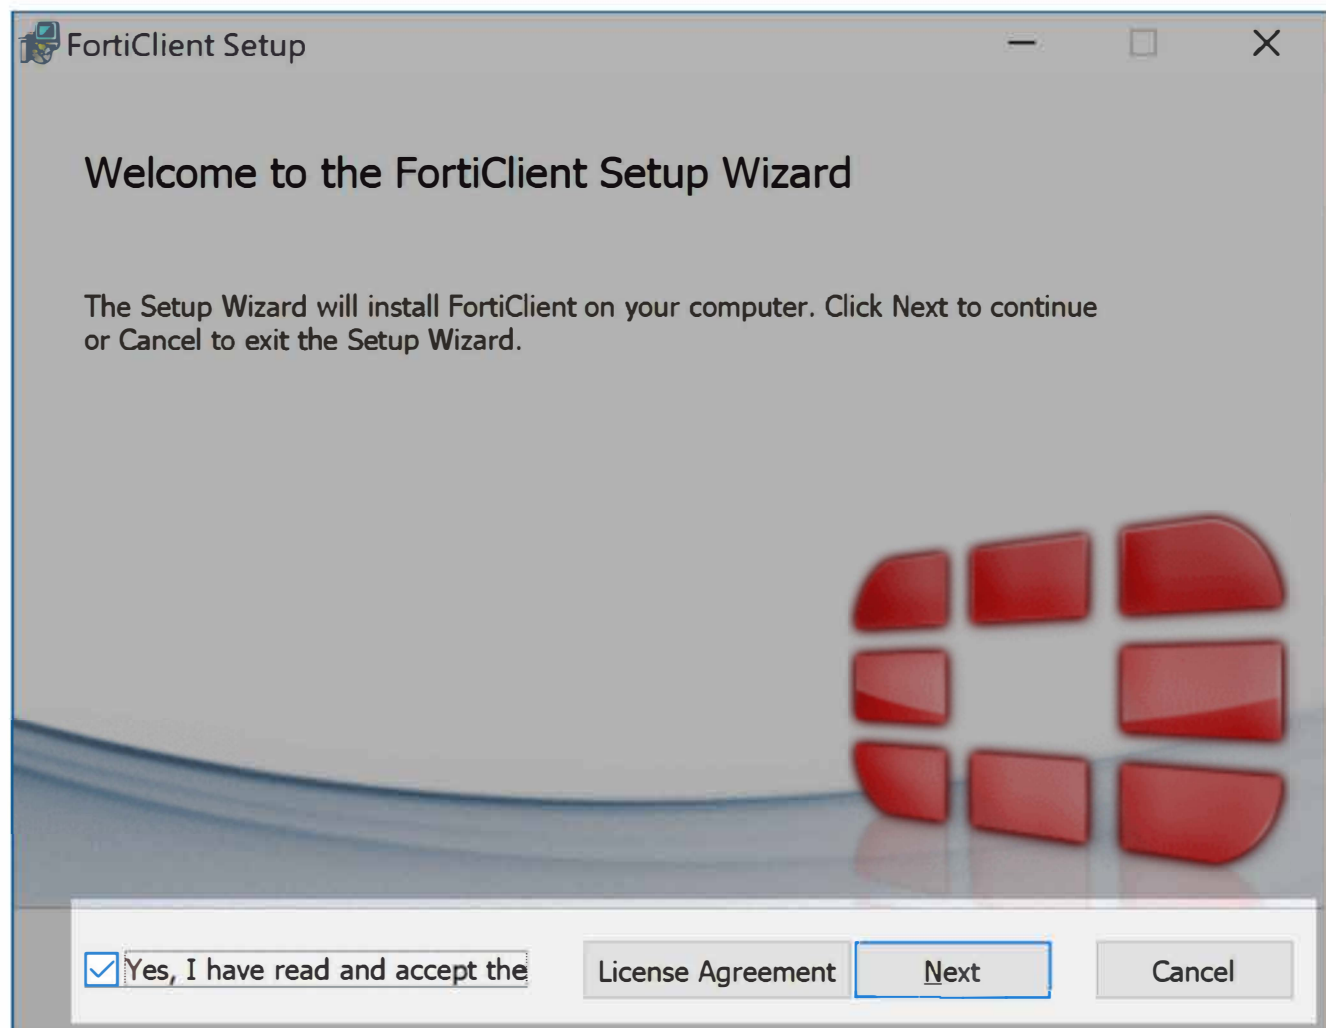 FortiClient Setup
Welcome to the FortiClient Setup Wizard
The Setup Wizard will install FortiClient on your computer. Click Next to continue
or Cancel to exit the Setup Wizard.
Yes, I have read and accept the
License Agreement
Next
Cancel